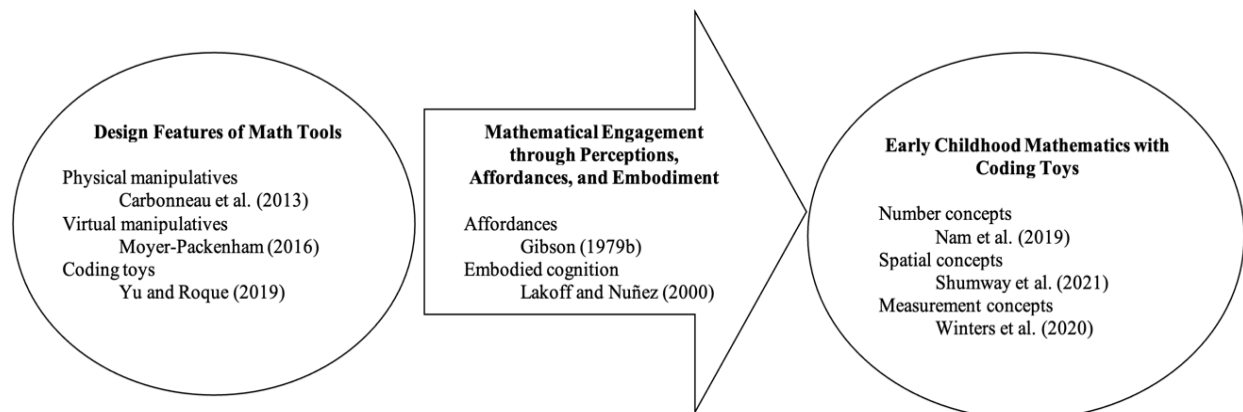 Design Features of Math Tools
Physical manipulatives
Carbonneau et al. (2013)
Virtual manipulatives
Moyer-Packenham (2016)
Coding toys
Yu and Roque (2019)
Mathematical Engagement
through Perceptions,
Affordances, and Embodiment
Affordances
Gibson (1979b)
Embodied cognition
Lakoff and Nuñez (2000)
Early Childhood Mathematics with
Coding Toys
Number concepts
Nam et al. (2019)
Spatial concepts
Shumway et al. (2021)
Measurement concepts
Winters et al. (2020)